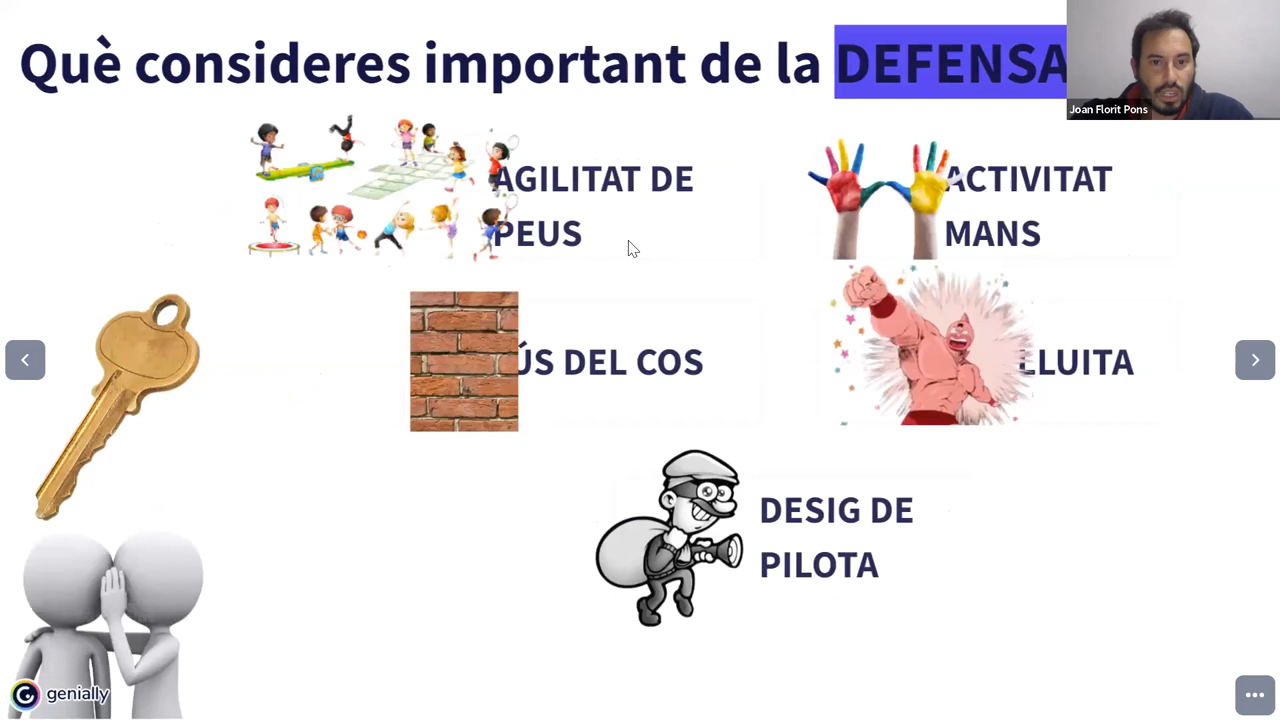 Què consideres important de la DEFENSA
Joan Florit Pons
AGILITAT DE
PEUS
ACTIVITAT
MANS
ÚS DEL COS
LLUITA
DESIG DE
PILOTA
genially